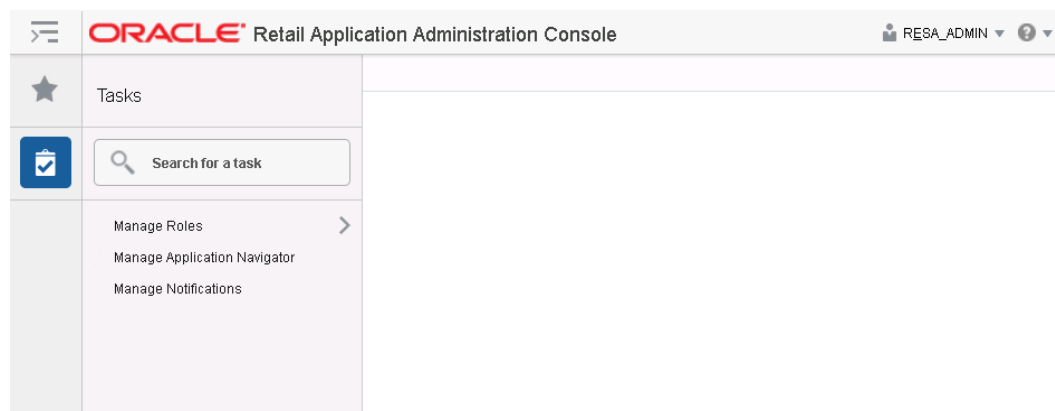 ORACLE® Retail Application Administration Console
RESA_ADMIN
Tasks
Search for a task
Manage Roles
Manage Application Navigator
Manage Notifications